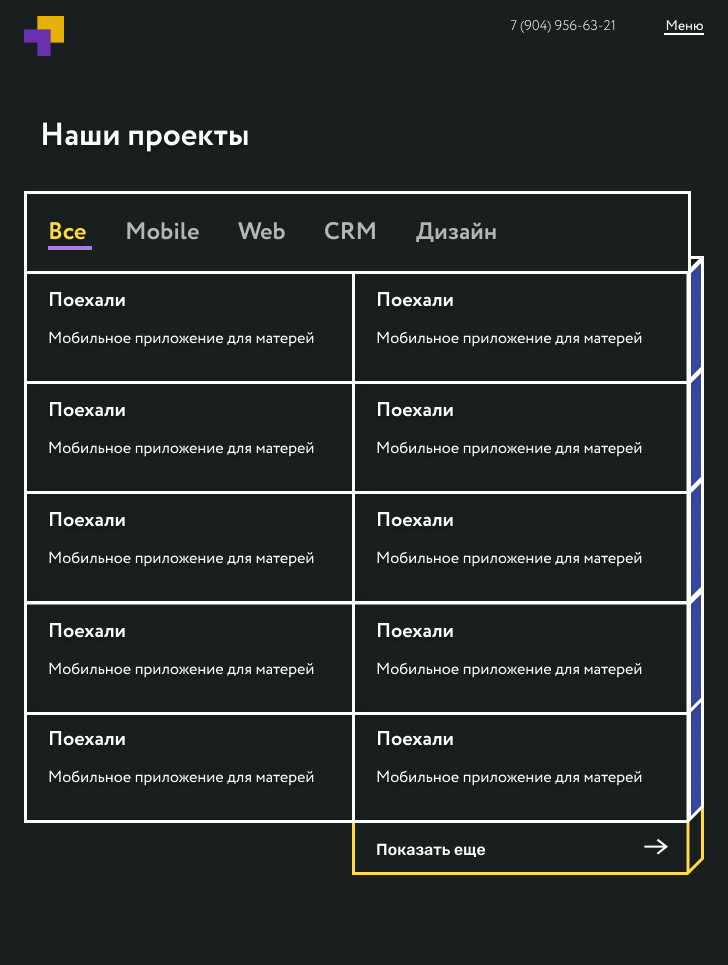 7 (904) 956-63-21 Меню
Наши проекты
Все Mobile Web CRM Дизайн
Поехали Поехали
Мобильное приложение для матерей Мобильное приложение для матерей
Поехали Поехали
Мобильное приложение для матерей Мобильное приложение для матерей
Поехали Поехали
Мобильное приложение для матерей Мобильное приложение для матерей
Поехали Поехали
Мобильное приложение для матерей Мобильное приложение для матерей
Поехали Поехали
Мобильное приложение для матерей Мобильное приложение для матерей
Показать еще